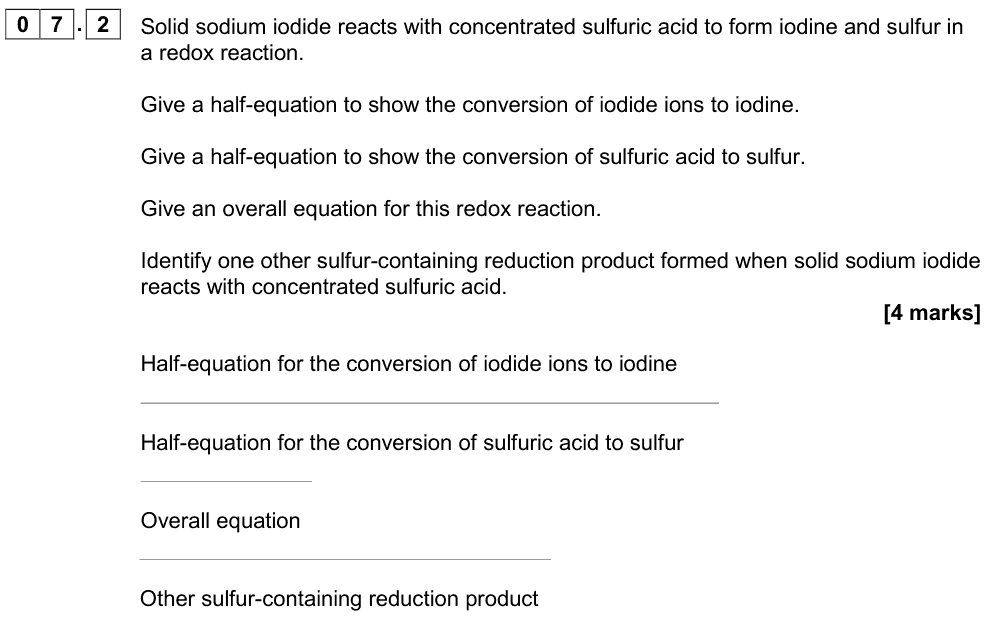 0 7 . 2 Solid sodium iodide reacts with concentrated sulfuric acid to form iodine and sulfur in
a redox reaction.
Give a half-equation to show the conversion of iodide ions to iodine.
Give a half-equation to show the conversion of sulfuric acid to sulfur.
Give an overall equation for this redox reaction.
Identify one other sulfur-containing reduction product formed when solid sodium iodide
reacts with concentrated sulfuric acid.
[4 marks]
Half-equation for the conversion of iodide ions to iodine
Half-equation for the conversion of sulfuric acid to sulfur
Overall equation
Other sulfur-containing reduction product